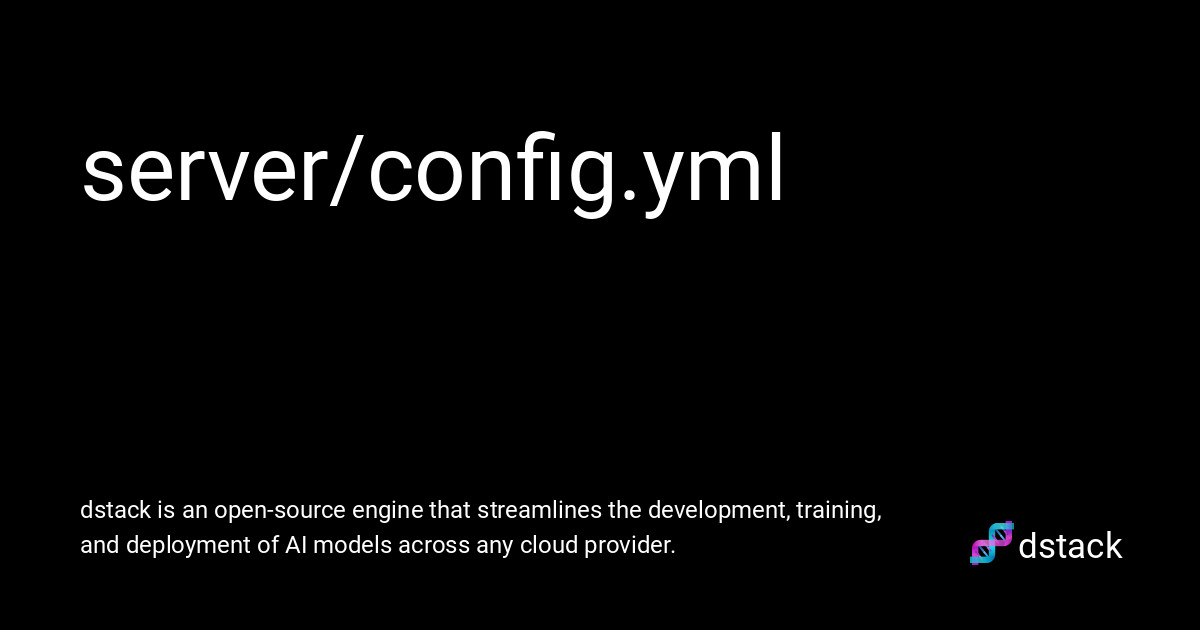 server/config.yml
dstack is an open-source engine that streamlines the development, training,
and deployment of AI models across any cloud provider.
dstack